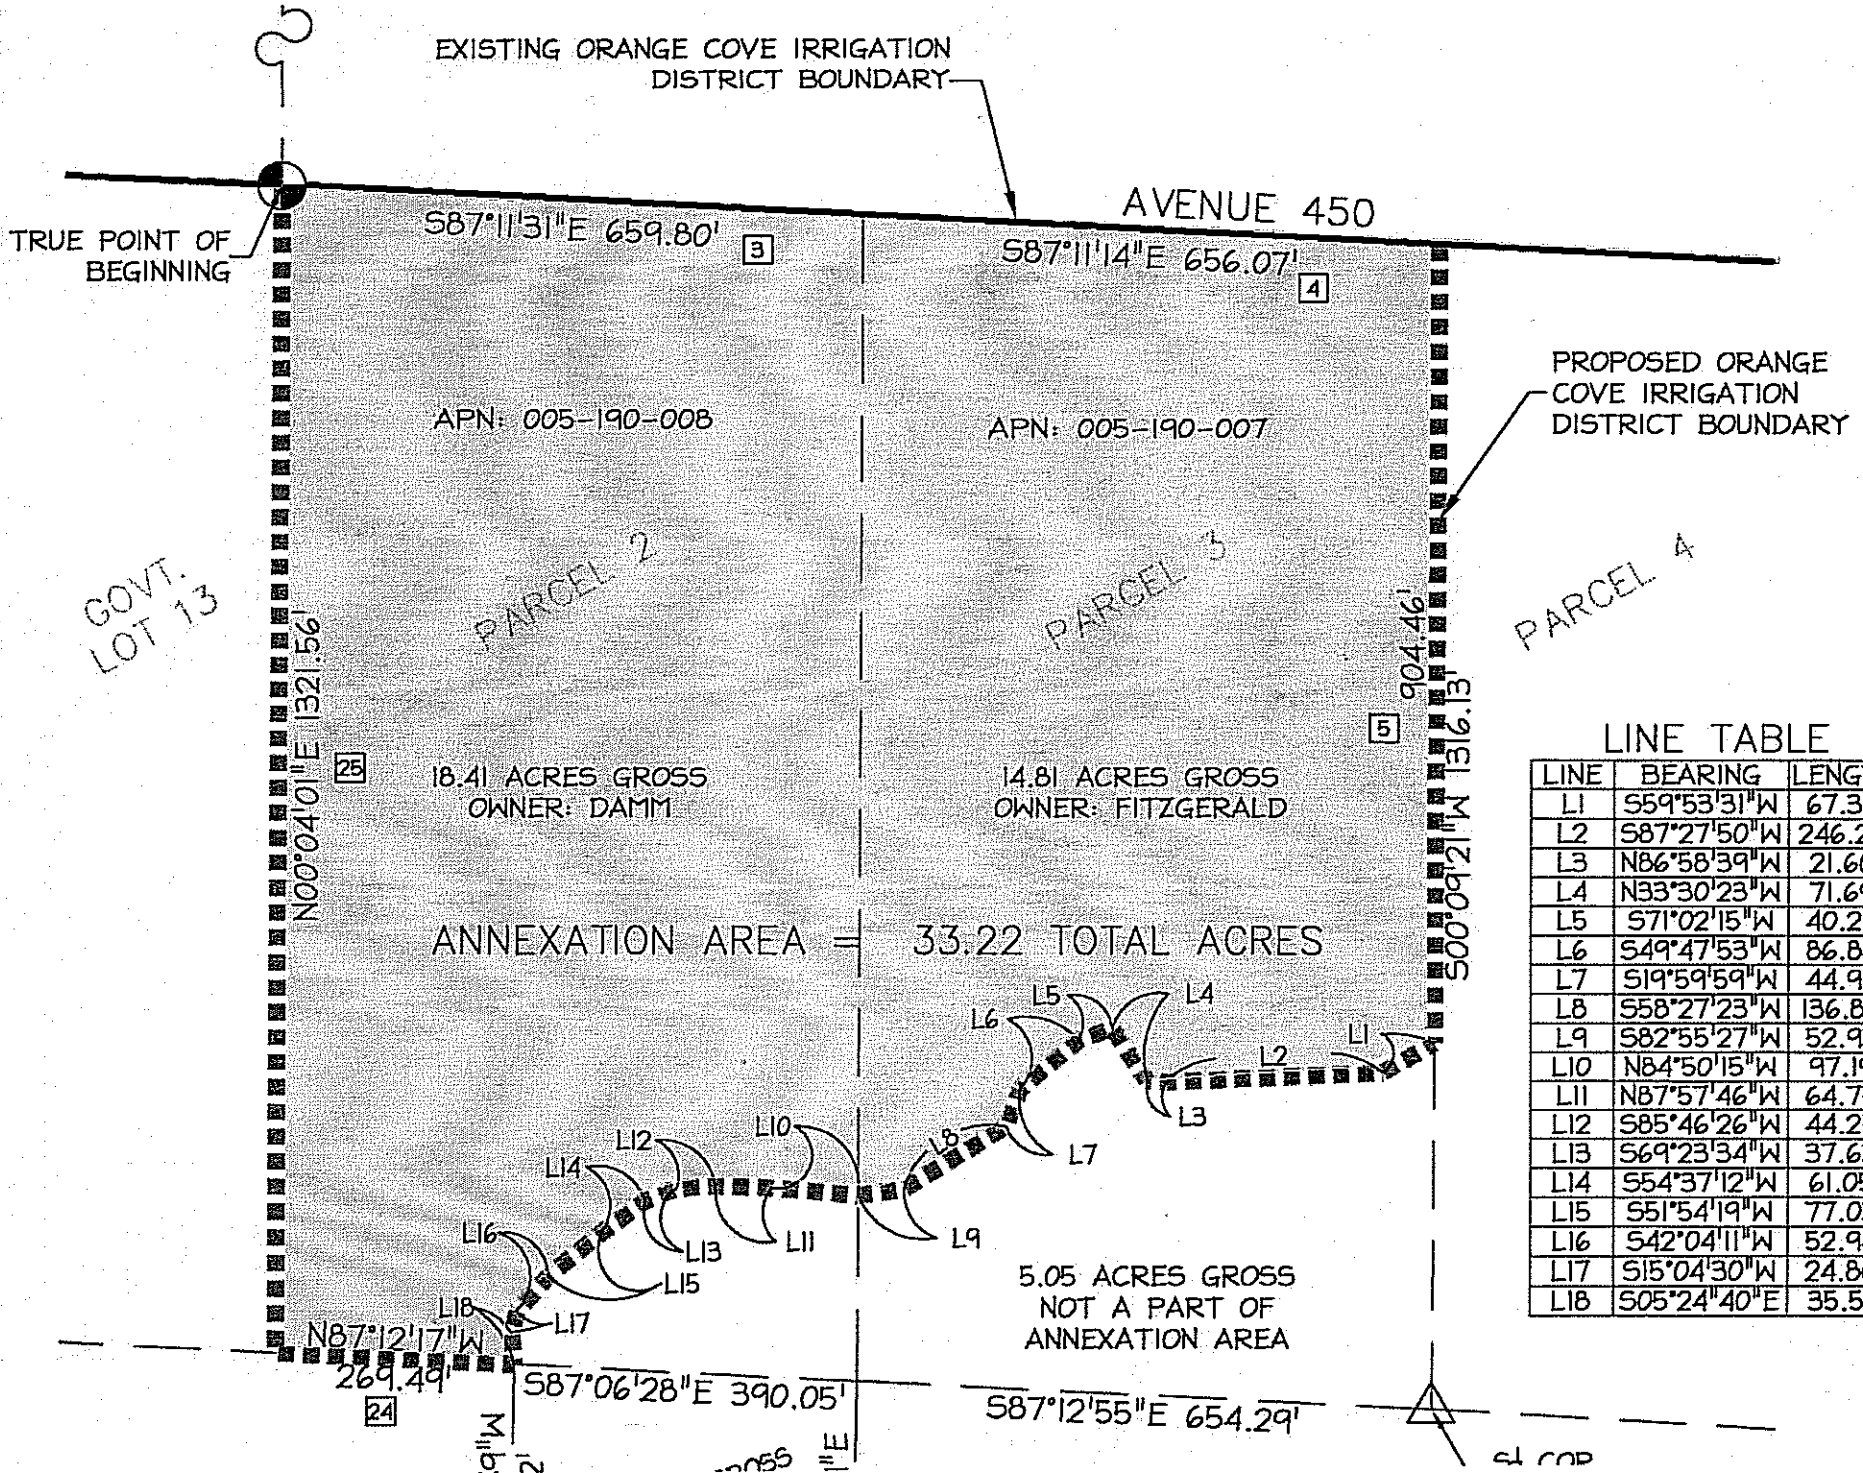 EXISTING ORANGE COVE IRRIGATION
DISTRICT BOUNDARY
AVENUE 450
TRUE POINT OF
BEGINNING
S87°11'31"E 659.80'
3
S87°11'14"E 656.07'
4
PROPOSED ORANGE
COVE IRRIGATION
DISTRICT BOUNDARY
APN: 005-190-008
APN: 005-190-007
GOVT.
LOT 13
PARCEL 2
PARCEL 3
PARCEL 4
N00°04'01"E 1321.56'
25
904.46'
5
S00°09'21"W 1316.13'
18.41 ACRES GROSS
OWNER: DAMM
14.81 ACRES GROSS
OWNER: FITZGERALD
ANNEXATION AREA = 33.22 TOTAL ACRES
L5
L4
L6
L1
L2
L3
L7
L8
L10
L12
L14
L9
L11
L13
L16
L15
L18
L17
5.05 ACRES GROSS
NOT A PART OF
ANNEXATION AREA
N87°12'17"W
269.49'
24
S87°06'28"E 390.05'
S87°12'55"E 654.29'
LINE TABLE
LINE BEARING LENG
L1 S59°53'31"W 67.3
L2 S87°27'50"W 246.2
L3 N86°58'39"W 21.6
L4 N33°30'23"W 71.6
L5 S71°02'15"W 40.2
L6 S49°47'53"W 86.8
L7 S19°59'59"W 44.9
L8 S58°27'23"W 136.8
L9 S82°55'27"W 52.9
L10 N84°50'15"W 97.1
L11 N87°57'46"W 64.7
L12 S85°46'26"W 44.2
L13 S69°23'34"W 37.6
L14 S54°37'12"W 61.05
L15 S51°54'19"W 77.0
L16 S42°04'11"W 52.9
L17 S15°04'30"W 24.8
L18 S05°24"40"E 35.5